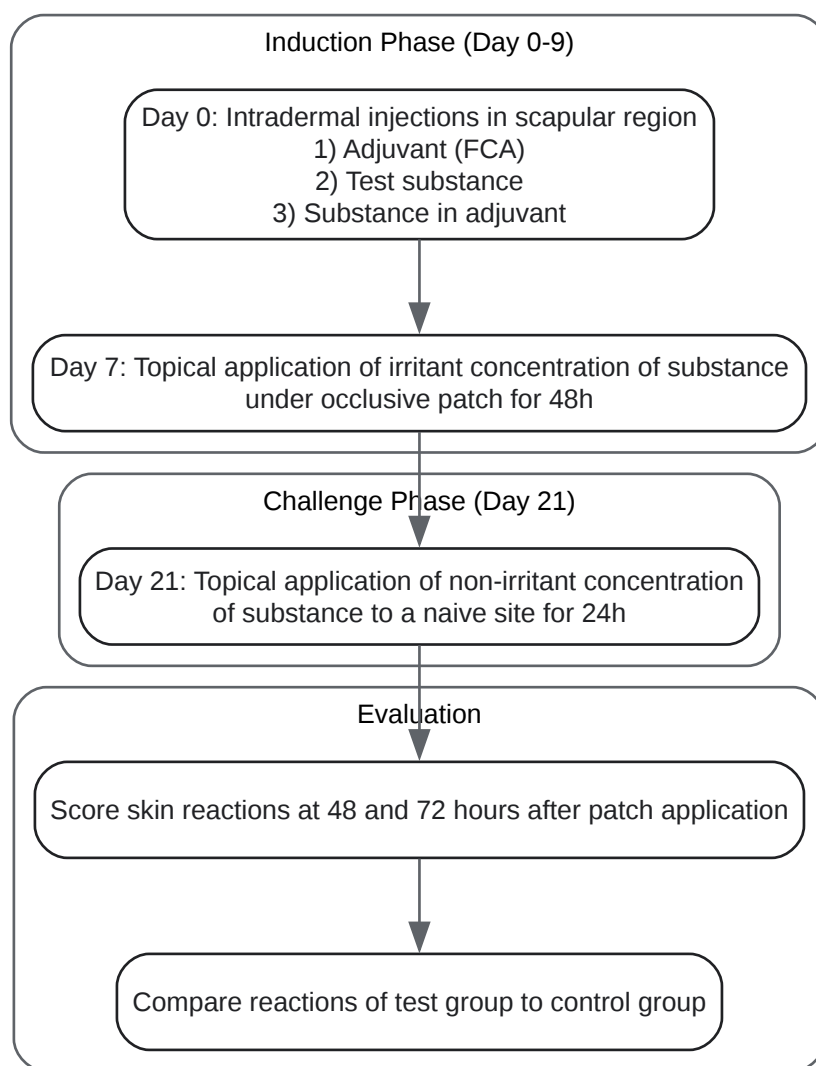 Induction Phase (Day 0-9)
Day 0: Intradermal injections in scapular region
1) Adjuvant (FCA)
2) Test substance
3) Substance in adjuvant
Day 7: Topical application of irritant concentration of substance
under occlusive patch for 48h
Challenge Phase (Day 21)
Day 21: Topical application of non-irritant concentration
of substance to a naive site for 24h
Evaluation
Score skin reactions at 48 and 72 hours after patch application
Compare reactions of test group to control group